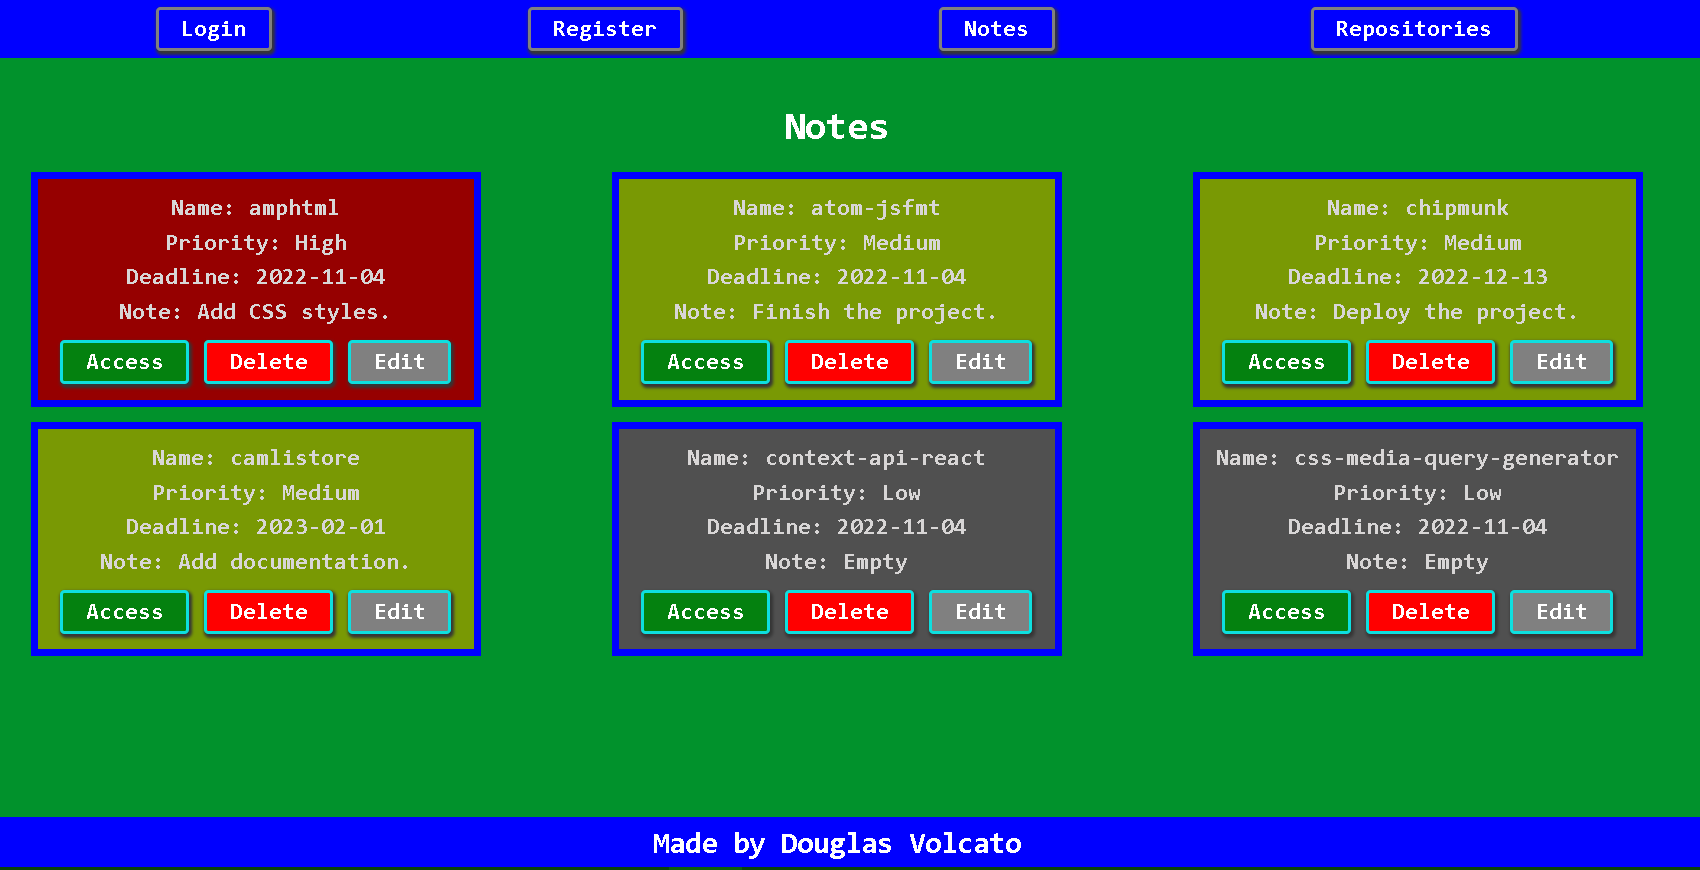 Login Register Notes Repositories
Notes
Name: amphtml
Priority: High
Deadline: 2022-11-04
Note: Add CSS styles.
Access Delete Edit
Name: atom-jsfmt
Priority: Medium
Deadline: 2022-11-04
Note: Finish the project.
Access Delete Edit
Name: chipmunk
Priority: Medium
Deadline: 2022-12-13
Note: Deploy the project.
Access Delete Edit
Name: camlistore
Priority: Medium
Deadline: 2023-02-01
Note: Add documentation.
Access Delete Edit
Name: context-api-react
Priority: Low
Deadline: 2022-11-04
Note: Empty
Access Delete Edit
Name: css-media-query-generator
Priority: Low
Deadline: 2022-11-04
Note: Empty
Access Delete Edit
Made by Douglas Volcato